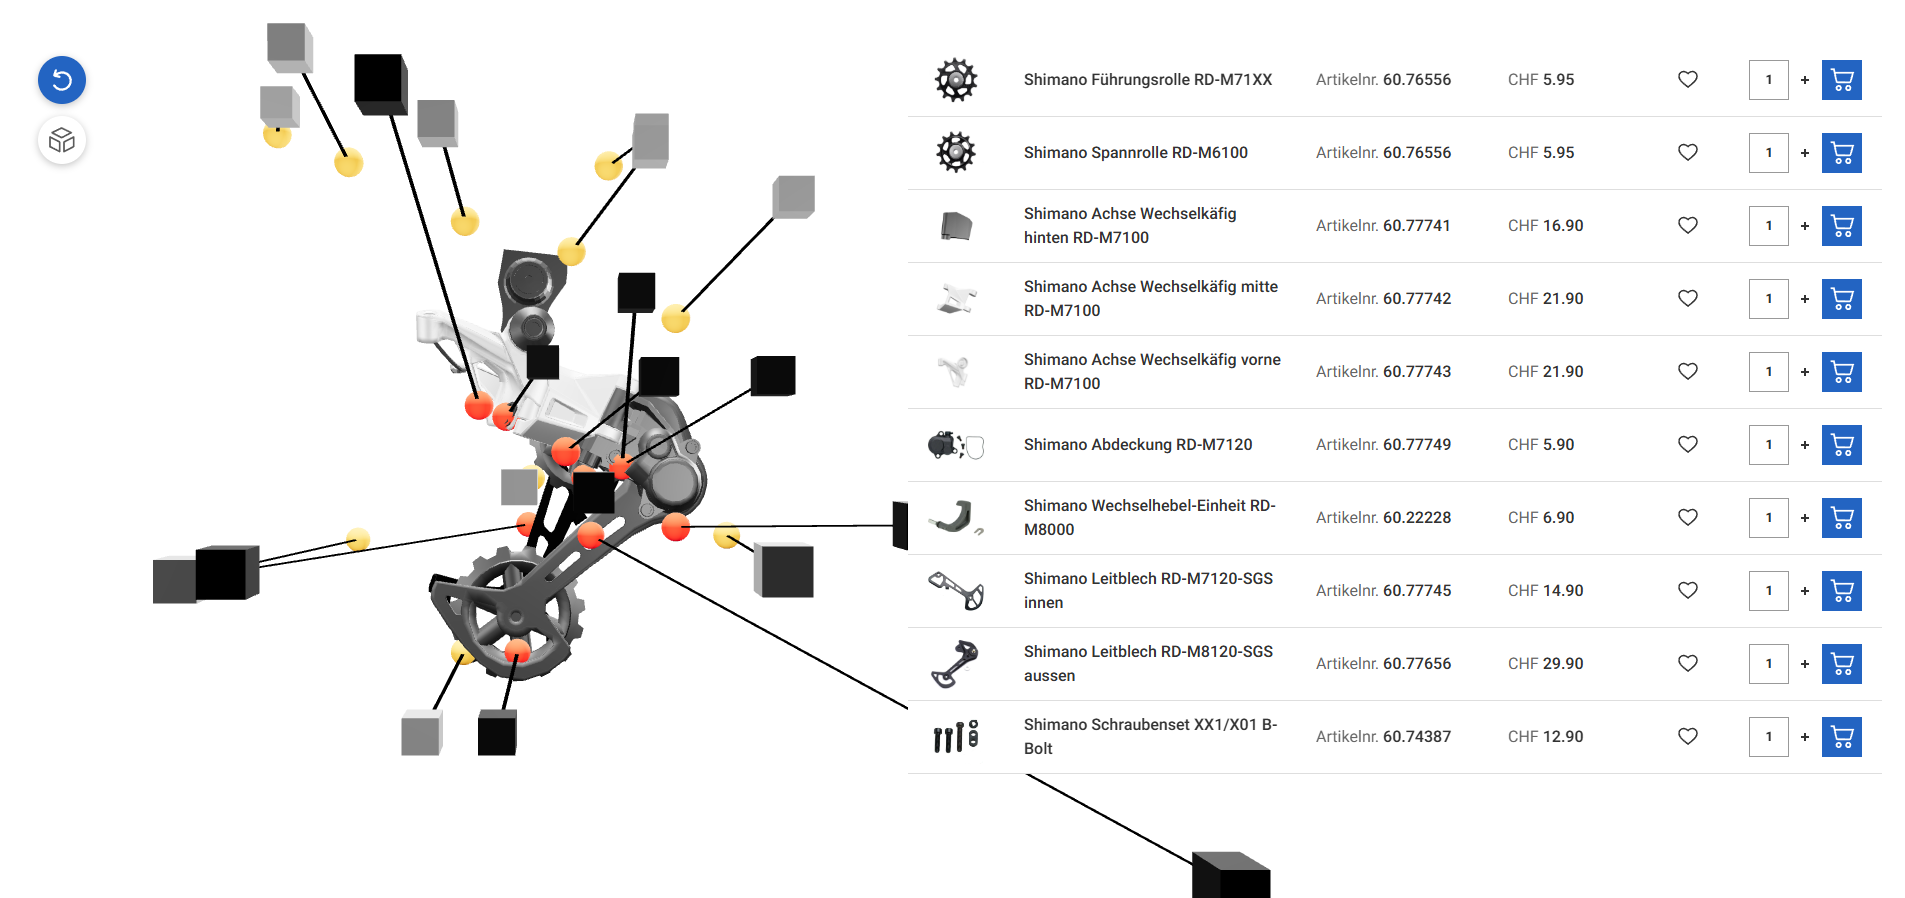 Shimano Führungsrolle RD-M71XX Artikelnr. 60.76556 CHF 5.95 1 +
Shimano Spannrolle RD-M6100 Artikelnr. 60.76556 CHF 5.95 1 +
Shimano Achse Wechselkäfig
hinten RD-M7100 Artikelnr. 60.77741 CHF 16.90 1 +
Shimano Achse Wechselkäfig mitte
RD-M7100 Artikelnr. 60.77742 CHF 21.90 1 +
Shimano Achse Wechselkäfig vorne
RD-M7100 Artikelnr. 60.77743 CHF 21.90 1 +
Shimano Abdeckung RD-M7120 Artikelnr. 60.77749 CHF 5.90 1 +
Shimano Wechselhebel-Einheit RD-
M8000 Artikelnr. 60.22228 CHF 6.90 1 +
Shimano Leitblech RD-M7120-SGS
innen Artikelnr. 60.77745 CHF 14.90 1 +
Shimano Leitblech RD-M8120-SGS
aussen Artikelnr. 60.77656 CHF 29.90 1 +
Shimano Schraubenset XX1/X01 B-
Bolt Artikelnr. 60.74387 CHF 12.90 1 +